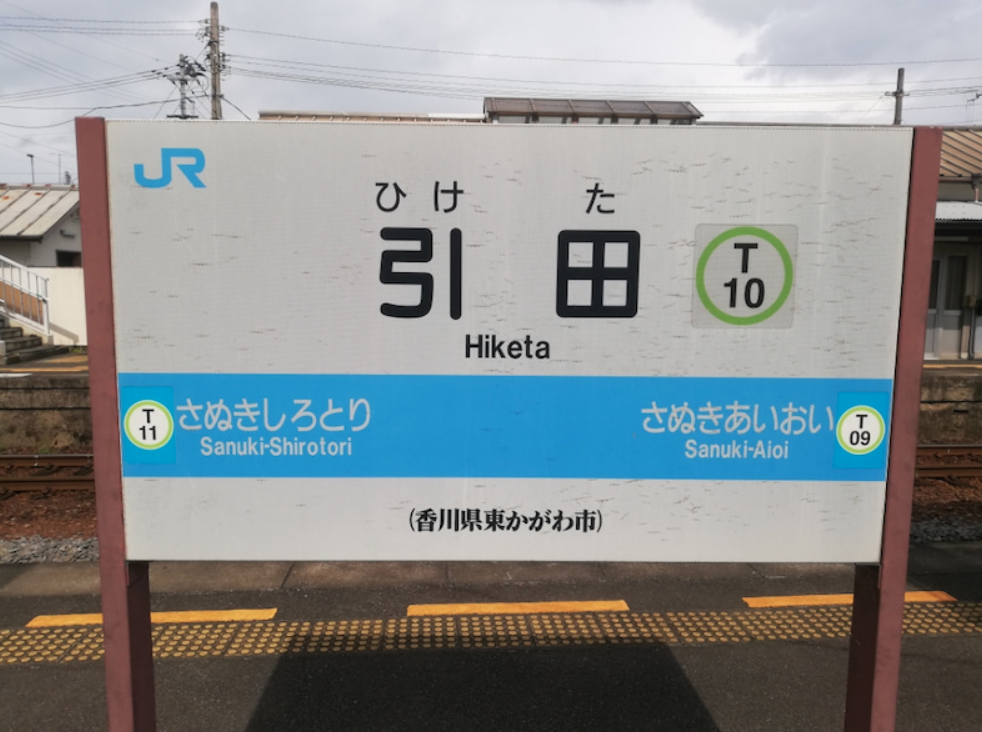 JR
ひけ た
引 田
T
10
Hiketa
T
11
さぬきしろとり
Sanuki-Shirotori
さぬきあいおい
Sanuki-Aioi
T
09
(香川県東かがわ市)